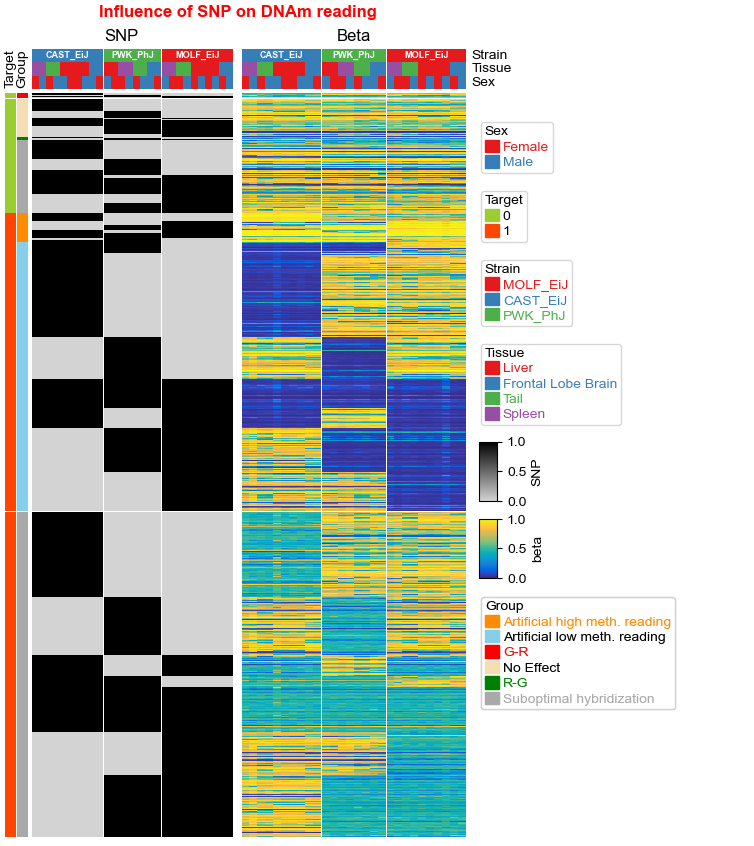 Influence of SNP on DNAm reading
SNP
Beta
Target
Group
CAST_EiJ
PWK_PhJ
MOLF_EiJ
CAST_EiJ
PWK_PhJ
MOLF_EiJ
Strain
Tissue
Sex
Sex
Female
Male
Target
0
1
Strain
MOLF_EiJ
CAST_EiJ
PWK_PhJ
Tissue
Liver
Frontal Lobe Brain
Tail
Spleen
1.0
0.5
0.0
SNP
1.0
0.5
0.0
beta
Group
Artificial high meth. reading
Artificial low meth. reading
G-R
No Effect
R-G
Suboptimal hybridization